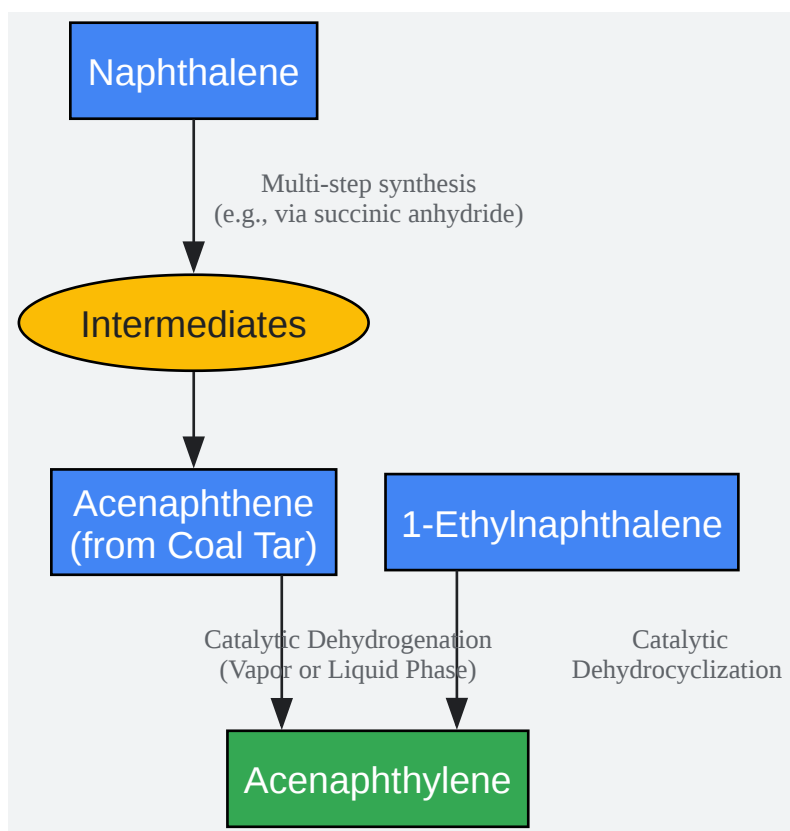 Naphthalene
Multi-step synthesis
(e.g., via succinic anhydride)
Intermediates
Acenaphthene
(from Coal Tar)
1-Ethylnaphthalene
Catalytic Dehydrogenation
(Vapor or Liquid Phase)
Catalytic
Dehydrocyclization
Acenaphthylene